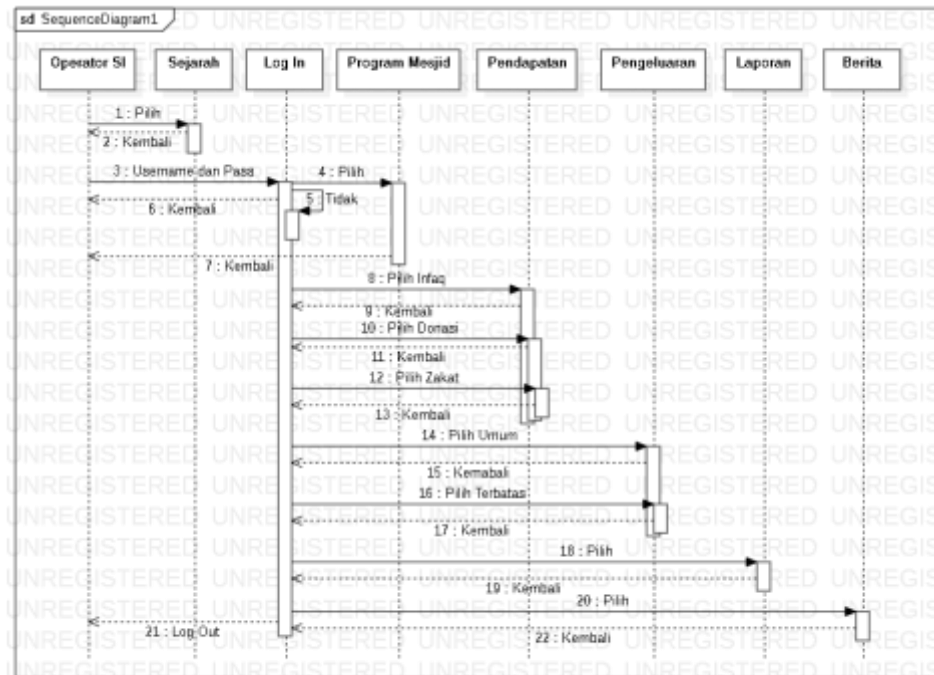 sd SequenceDiagram1
Operator SI Sejarah Log In Program Mesjid Pendapatan Pengeluaran Laporan Berita
1 : Pilih
2 : Kembali
3 : Username dan Pass
4 : Pilih
5 : Tidak
6 : Kembali
7 : Kembali
8 : Pilih Infaq
9 : Kembali
10 : Pilih Donasi
11 : Kembali
12 : Pilih Zakat
13 : Kembali
14 : Pilih Umum
15 : Kemabali
16 : Pilih Terbatas
17 : Kembali
18 : Pilih
19 : Kembali
20 : Pilih
21 : Log Out
22 : Kembali
UNREGISTERED